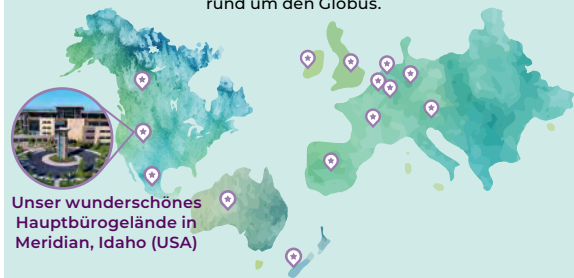 rund um den Globus.
Unser wunderschönes
Hauptbürogelände in
Meridian, Idaho (USA)